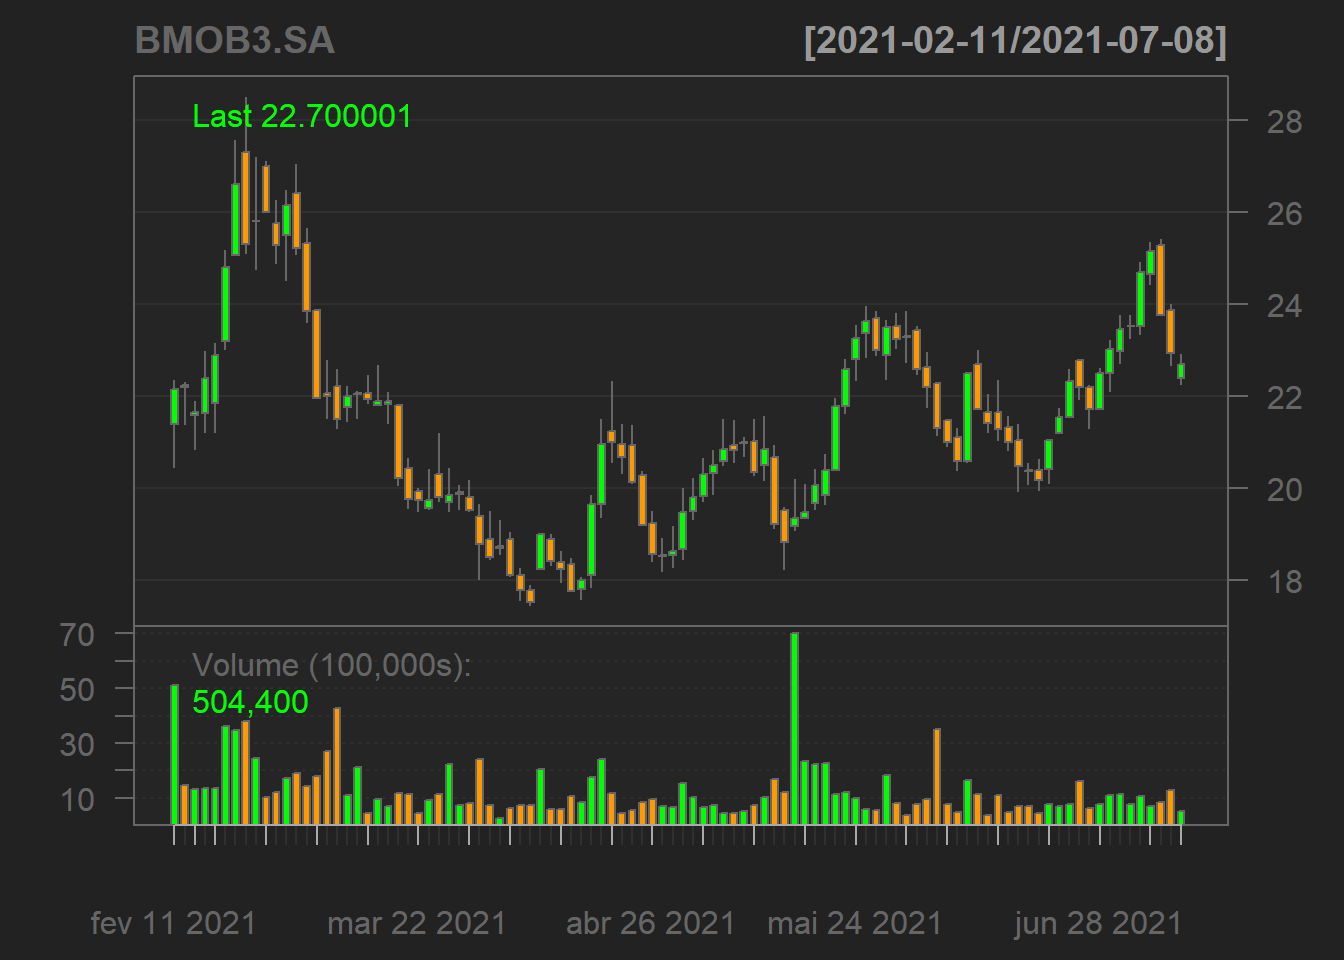 BMOB3.SA
[2021-02-11/2021-07-08]
Last 22.700001
28
26
24
22
20
18
70
50
30
10
Volume (100,000s):
504,400
fev 11 2021
mar 22 2021
abr 26 2021
mai 24 2021
jun 28 2021